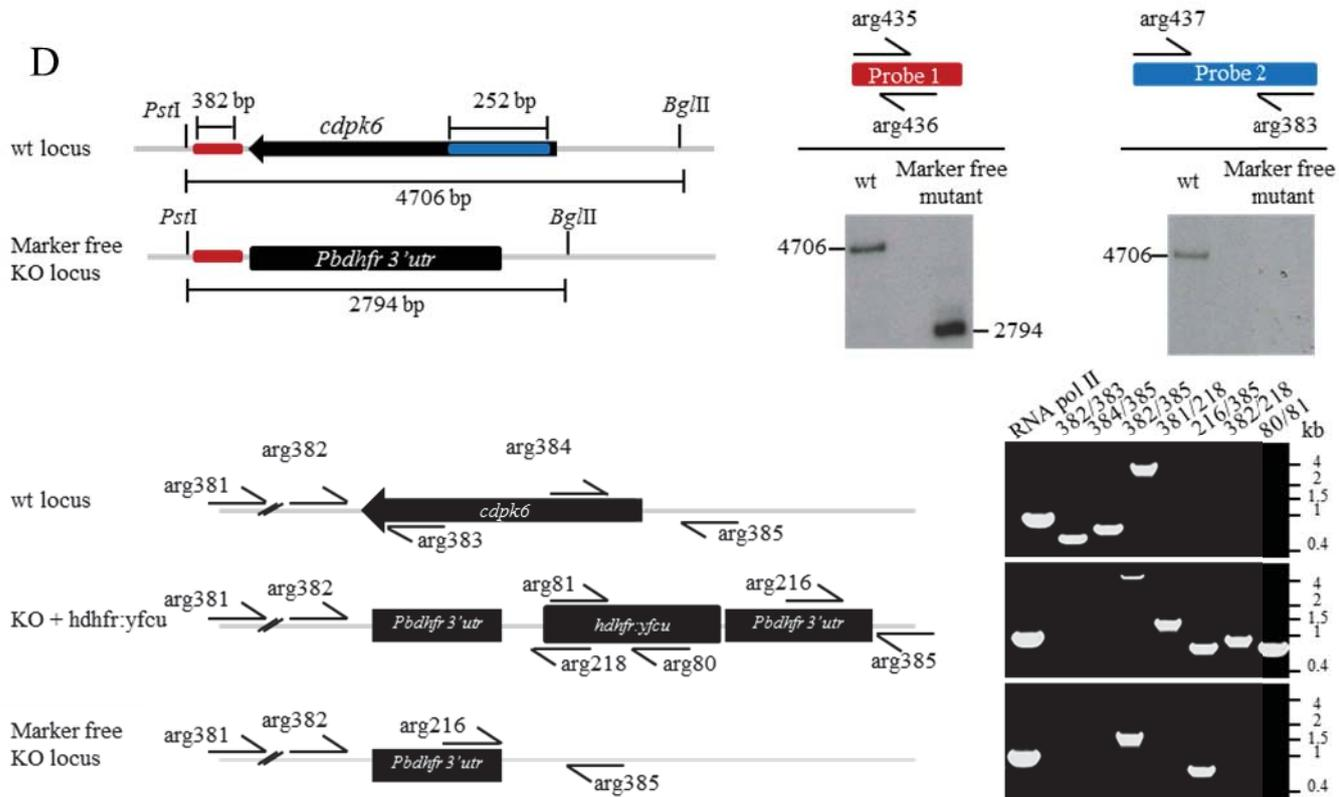 D
PstI
382 bp
cdpk6
252 bp
BglII
wt locus
4706 bp
PstI
BglII
Marker free
KO locus
Pbdhfr 3’utr
2794 bp
arg435
Probe 1
arg436
wt
Marker free
mutant
4706
2794
arg437
Probe 2
arg383
wt
Marker free
mutant
4706
wt locus
arg381
arg382
arg384
cdpk6
arg383
arg385
KO + hdhfr:yfcu
arg381
arg382
arg81
arg216
Pbdhfr 3’utr
hdhfr:yfcu
Pbdhfr 3’utr
arg218
arg80
arg385
Marker free
KO locus
arg381
arg382
arg216
Pbdhfr 3’utr
arg385
RNA pol II
382/383
384/385
382/385
381/218
216/385
382/218
80/81
kb
4
2
1,5
1
0.4
4
2
1,5
1
0.4
4
2
1,5
1
0.4